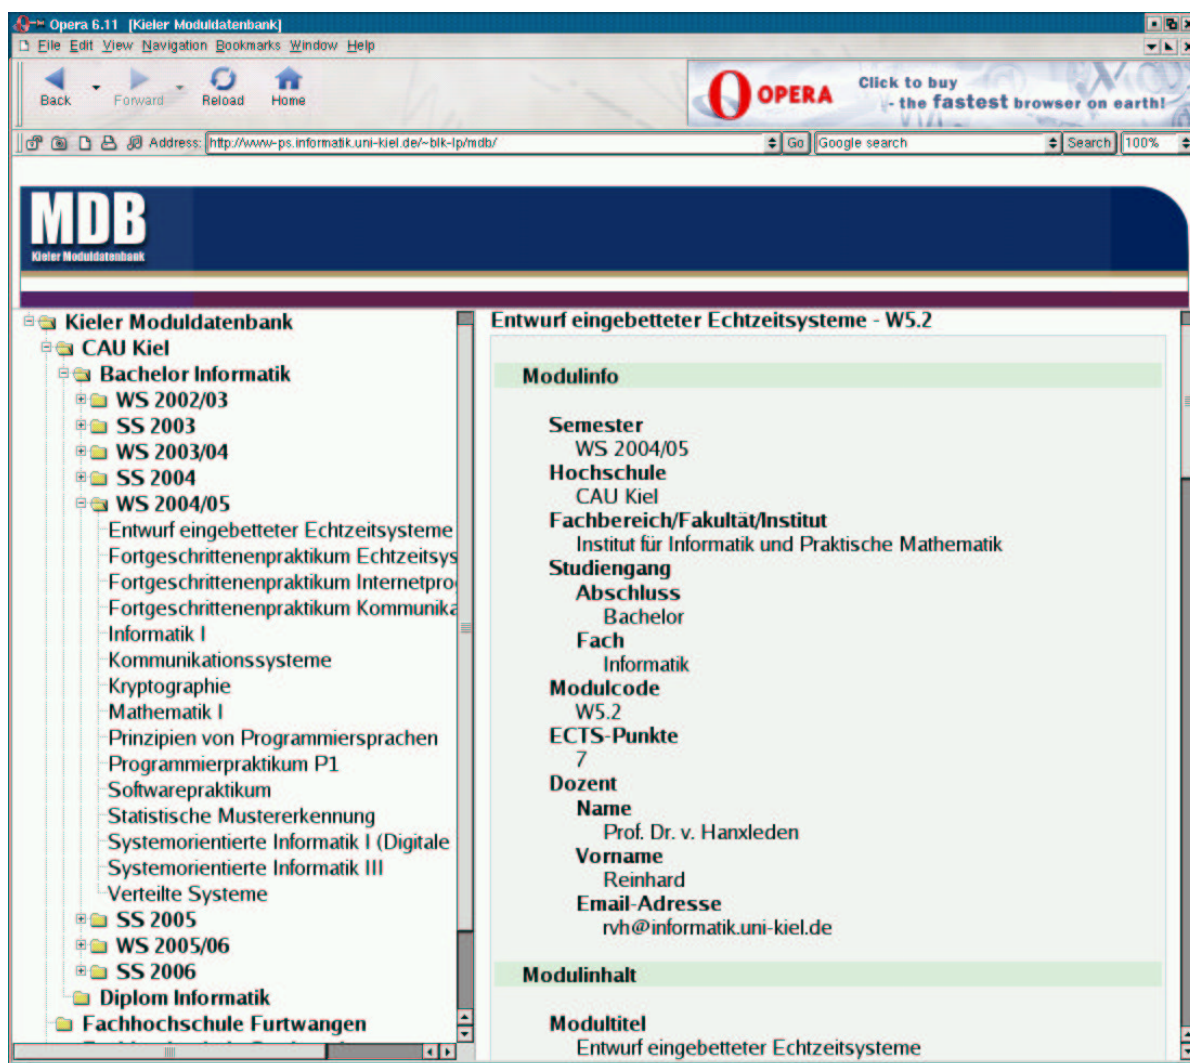 Opera 6.11 [Kieler Moduldatenbank]
File Edit View Navigation Bookmarks Window Help
Back Forward Reload Home
OPERA
Click to buy
- the fastest browser on earth!
Address: http://www-ps.informatik.uni-kiel.de/~blk-lp/mdb/ Go Google search Search 100%
MDB
Kieler Moduldatenbank
Kieler Moduldatenbank
CAU Kiel
Bachelor Informatik
WS 2002/03
SS 2003
WS 2003/04
SS 2004
WS 2004/05
Entwurf eingebetteter Echtzeitsysteme
Fortgeschrittenenpraktikum Echtzeitsys
Fortgeschrittenenpraktikum Internetpro
Fortgeschrittenenpraktikum Kommunika
Informatik I
Kommunikationssysteme
Kryptographie
Mathematik I
Prinzipien von Programmiersprachen
Programmierpraktikum P1
Softwarepraktikum
Statistische Mustererkennung
Systemorientierte Informatik I (Digitale
Systemorientierte Informatik III
Verteilte Systeme
SS 2005
WS 2005/06
SS 2006
Diplom Informatik
Fachhochschule Furtwangen
Entwurf eingebetteter Echtzeitsysteme - W5.2
Modulinfo
Semester
WS 2004/05
Hochschule
CAU Kiel
Fachbereich/Fakultät/Institut
Institut für Informatik und Praktische Mathematik
Studiengang
Abschluss
Bachelor
Fach
Informatik
Modulcode
W5.2
ECTS-Punkte
7
Dozent
Name
Prof. Dr. v. Hanxleden
Vorname
Reinhard
Email-Adresse
rvh@informatik.uni-kiel.de
Modulinhalt
Modultitel
Entwurf eingebetteter Echtzeitsysteme